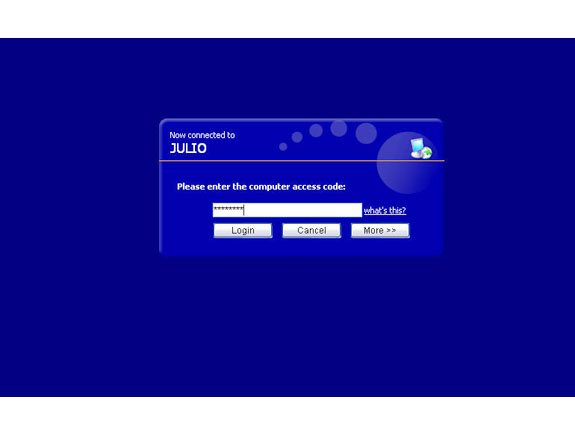 Now connected to
JULIO
Please enter the computer access code:
********
what's this?
Login Cancel More >>